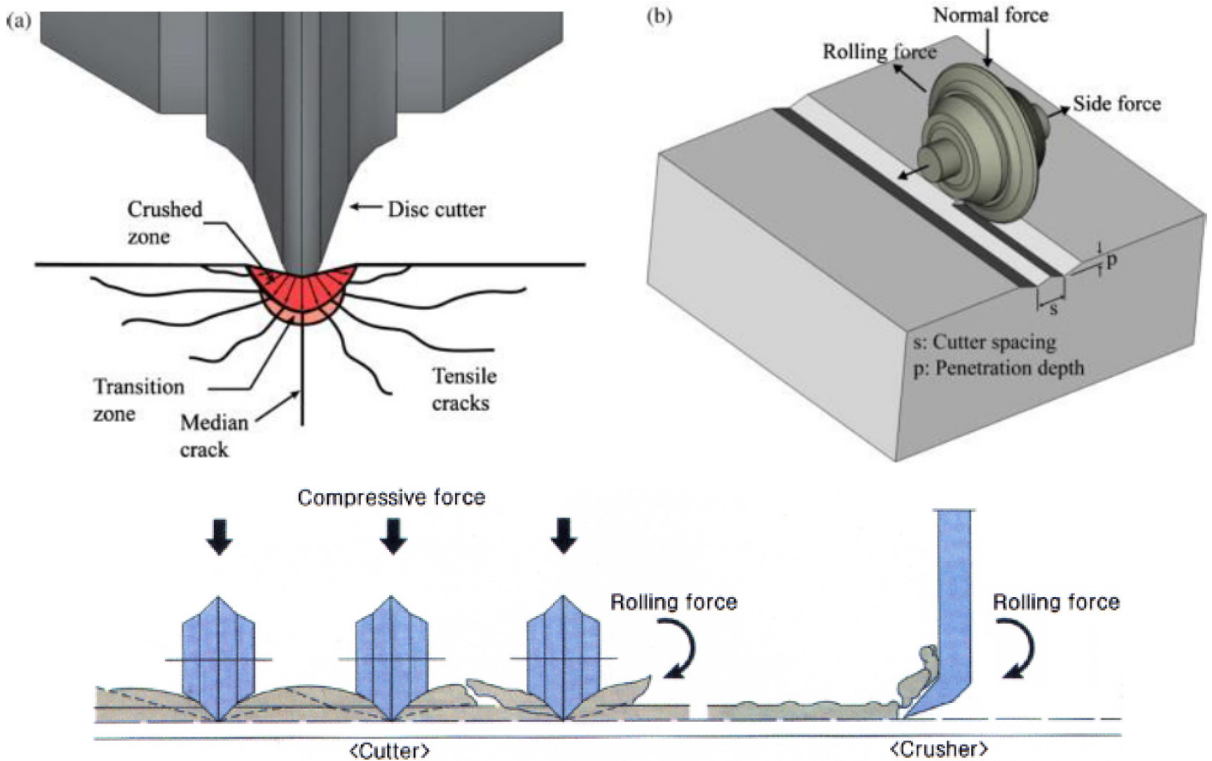 (a)
Crushed
zone
Disc cutter
Transition
zone
Median
crack
Tensile
cracks
(b)
Normal force
Rolling force
Side force
p
s
s: Cutter spacing
p: Penetration depth
Compressive force
Rolling force
Rolling force
<Cutter>
<Crusher>